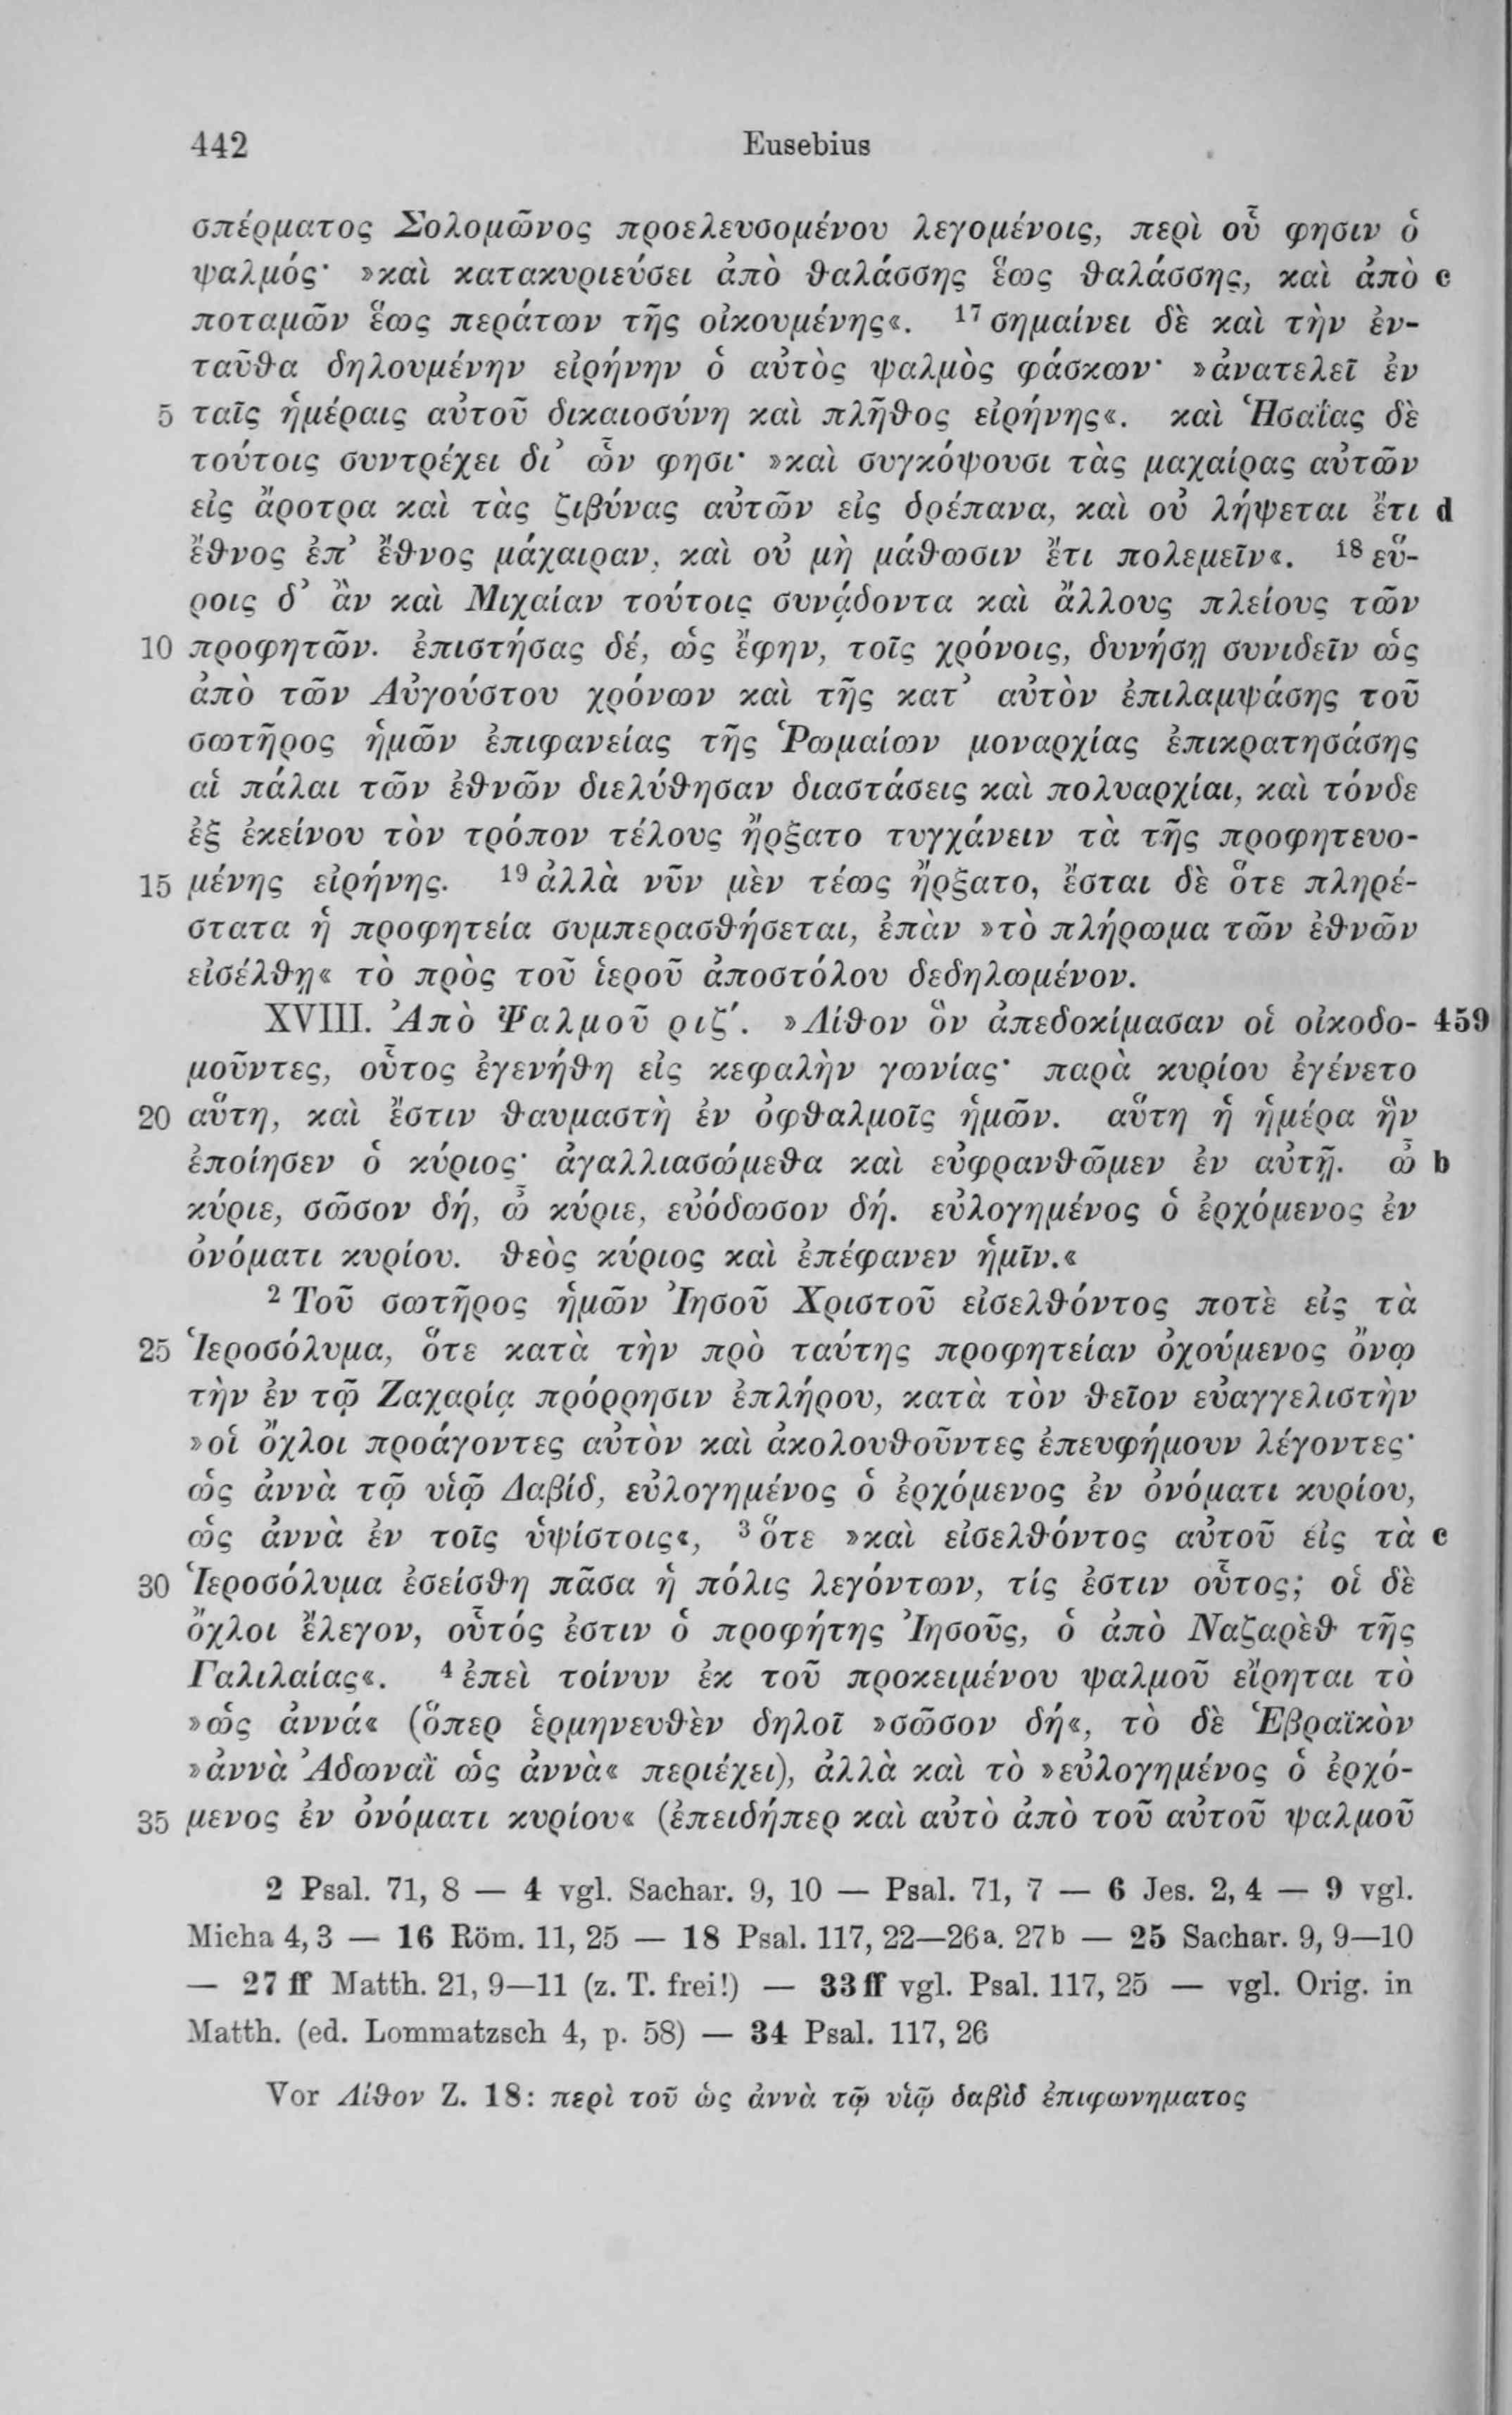 442 Eusebius
σπέρματος Σολομῶνος προελευσομένου λεγομένοις, περὶ οὗ φησιν ὁ
ψαλμός· »καὶ κατακυριεύσει ἀπὸ θαλάσσης ἕως θαλάσσης, καὶ ἀπὸ c
ποταμῶν ἕως περάτων τῆς οἰκουμένης«. ¹⁷ σημαίνει δὲ καὶ τὴν ἐν-
ταῦθα δηλουμένην εἰρήνην ὁ αὐτὸς ψαλμὸς φάσκων· »ἀνατελεῖ ἐν
5 ταῖς ἡμέραις αὐτοῦ δικαιοσύνη καὶ πλῆθος εἰρήνης«. καὶ Ἡσαΐας δὲ
τούτοις συντρέχει δι᾽ ὧν φησι· »καὶ συγκόψουσι τὰς μαχαίρας αὐτῶν
εἰς ἄροτρα καὶ τὰς ζιβύνας αὐτῶν εἰς δρέπανα, καὶ οὐ λήψεται ἔτι d
ἔθνος ἐπ᾽ ἔθνος μάχαιραν, καὶ οὐ μὴ μάθωσιν ἔτι πολεμεῖν«. ¹⁸ εὕ-
ροις δ᾽ ἂν καὶ Μιχαίαν τούτοις συνᾴδοντα καὶ ἄλλους πλείους τῶν
10 προφητῶν. ἐπιστήσας δέ, ὡς ἔφην, τοῖς χρόνοις, δυνήσῃ συνιδεῖν ὡς
ἀπὸ τῶν Αὐγούστου χρόνων καὶ τῆς κατ᾽ αὐτὸν ἐπιλαμψάσης τοῦ
σωτῆρος ἡμῶν ἐπιφανείας τῆς Ῥωμαίων μοναρχίας ἐπικρατησάσης
αἱ πάλαι τῶν ἐθνῶν διελύθησαν διαστάσεις καὶ πολυαρχίαι, καὶ τόνδε
ἐξ ἐκείνου τὸν τρόπον τέλους ἤρξατο τυγχάνειν τὰ τῆς προφητευο-
15 μένης εἰρήνης. ¹⁹ ἀλλὰ νῦν μὲν τέως ἤρξατο, ἔσται δὲ ὅτε πληρέ-
στατα ἡ προφητεία συμπερασθήσεται, ἐπὰν »τὸ πλήρωμα τῶν ἐθνῶν
εἰσέλθῃ« τὸ πρὸς τοῦ ἱεροῦ ἀποστόλου δεδηλωμένον.
XVIII. Ἀπὸ Ψαλμοῦ ριζ′. »Λίθον ὃν ἀπεδοκίμασαν οἱ οἰκοδο- 459
μοῦντες, οὗτος ἐγενήθη εἰς κεφαλὴν γωνίας· παρὰ κυρίου ἐγένετο
20 αὕτη, καὶ ἔστιν θαυμαστὴ ἐν ὀφθαλμοῖς ἡμῶν. αὕτη ἡ ἡμέρα ἣν
ἐποίησεν ὁ κύριος· ἀγαλλιασώμεθα καὶ εὐφρανθῶμεν ἐν αὐτῇ. ὦ b
κύριε, σῶσον δή, ὦ κύριε, εὐόδωσον δή. εὐλογημένος ὁ ἐρχόμενος ἐν
ὀνόματι κυρίου. θεὸς κύριος καὶ ἐπέφανεν ἡμῖν.«
² Τοῦ σωτῆρος ἡμῶν Ἰησοῦ Χριστοῦ εἰσελθόντος ποτὲ εἰς τὰ
25 Ἱεροσόλυμα, ὅτε κατὰ τὴν πρὸ ταύτης προφητείαν ὀχούμενος ὄνῳ
τὴν ἐν τῷ Ζαχαρίᾳ πρόρρησιν ἐπλήρου, κατὰ τὸν θεῖον εὐαγγελιστὴν
»οἱ ὄχλοι προάγοντες αὐτὸν καὶ ἀκολουθοῦντες ἐπευφήμουν λέγοντες·
ὡς ἀννὰ τῷ υἱῷ Δαβίδ, εὐλογημένος ὁ ἐρχόμενος ἐν ὀνόματι κυρίου,
ὡς ἀννὰ ἐν τοῖς ὑψίστοις«, ³ ὅτε »καὶ εἰσελθόντος αὐτοῦ εἰς τὰ c
30 Ἱεροσόλυμα ἐσείσθη πᾶσα ἡ πόλις λεγόντων, τίς ἐστιν οὗτος; οἱ δὲ
ὄχλοι ἔλεγον, οὗτός ἐστιν ὁ προφήτης Ἰησοῦς, ὁ ἀπὸ Ναζαρὲθ τῆς
Γαλιλαίας«. ⁴ ἐπεὶ τοίνυν ἐκ τοῦ προκειμένου ψαλμοῦ εἴρηται τὸ
»ὡς ἀννά« (ὅπερ ἑρμηνευθὲν δηλοῖ »σῶσον δή«, τὸ δὲ Ἑβραϊκὸν
»ἀννὰ Ἀδωναῒ ὡς ἀννὰ« περιέχει), ἀλλὰ καὶ τὸ »εὐλογημένος ὁ ἐρχό-
35 μενος ἐν ὀνόματι κυρίου« (ἐπειδήπερ καὶ αὐτὸ ἀπὸ τοῦ αὐτοῦ ψαλμοῦ
2 Psal. 71, 8 — 4 vgl. Sachar. 9, 10 — Psal. 71, 7 — 6 Jes. 2, 4 — 9 vgl.
Micha 4, 3 — 16 Röm. 11, 25 — 18 Psal. 117, 22—26a. 27b — 25 Sachar. 9, 9—10
— 27 ff Matth. 21, 9—11 (z. T. frei!) — 33 ff vgl. Psal. 117, 25 — vgl. Orig. in
Matth. (ed. Lommatzsch 4, p. 58) — 34 Psal. 117, 26
Vor Λίθον Z. 18: περὶ τοῦ ὡς ἀννὰ τῷ υἱῷ δαβὶδ ἐπιφωνηματος